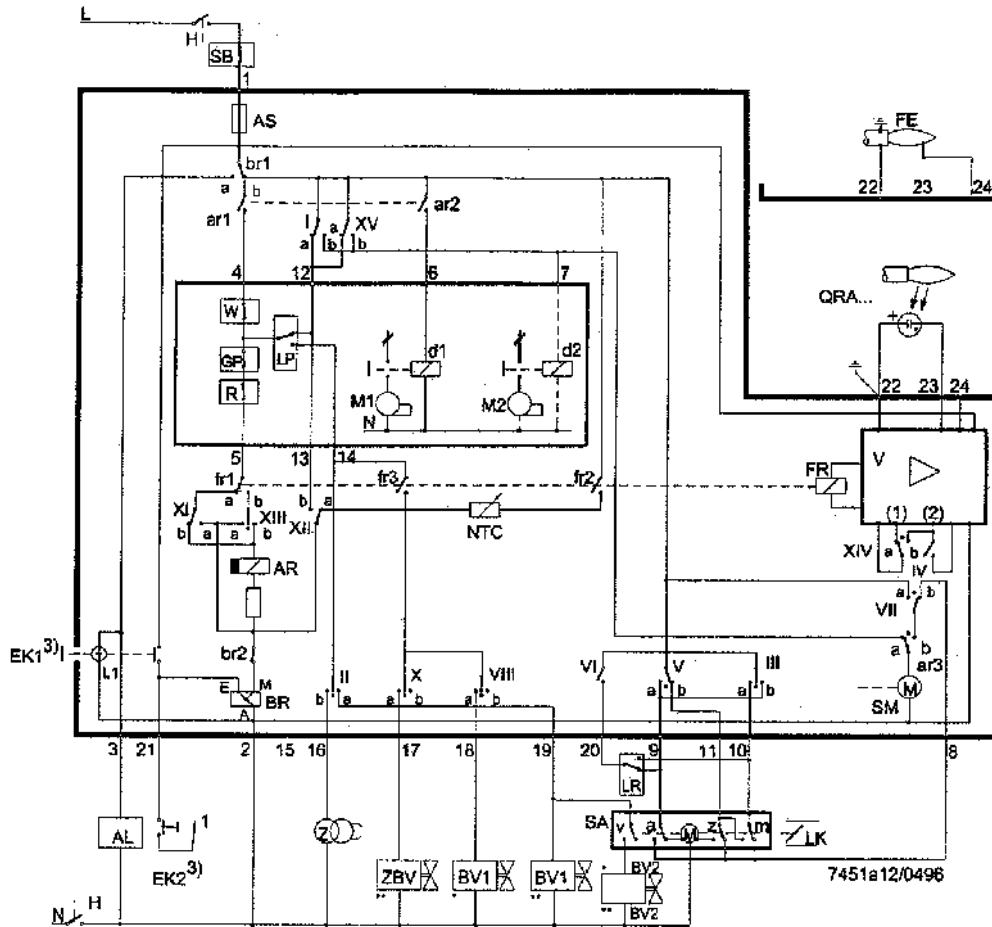 L
H
SB
1
AS
FE
br1
a b
22 23 24
ar1
ar2
I
a
XV
a b b
4 12 6 7
QRA...
+
W
LP
d1
d2
GP
R
M1
M2
N
22 23 24
5 13 14
V
FR
fr1
fr3
fr2
a b
b a
XI
XIII
XII
NTC
b a a b
(1) (2)
XIV
a b
IV
AR
VII
a b
a b
ar3
EK1 3)
L1
br2
VI V III
II X VIII
M
SM
E M
BR
A
b a a b a b
a b a b
3 21 2 15 16 17 18 19 20 9 11 10 8
LR
SA
v a M z m
LK
AL
1
EK2 3)
Z
7451a12/0496
ZBV
BV1
BV1
BV2
BV2
* *
** ** **
N H